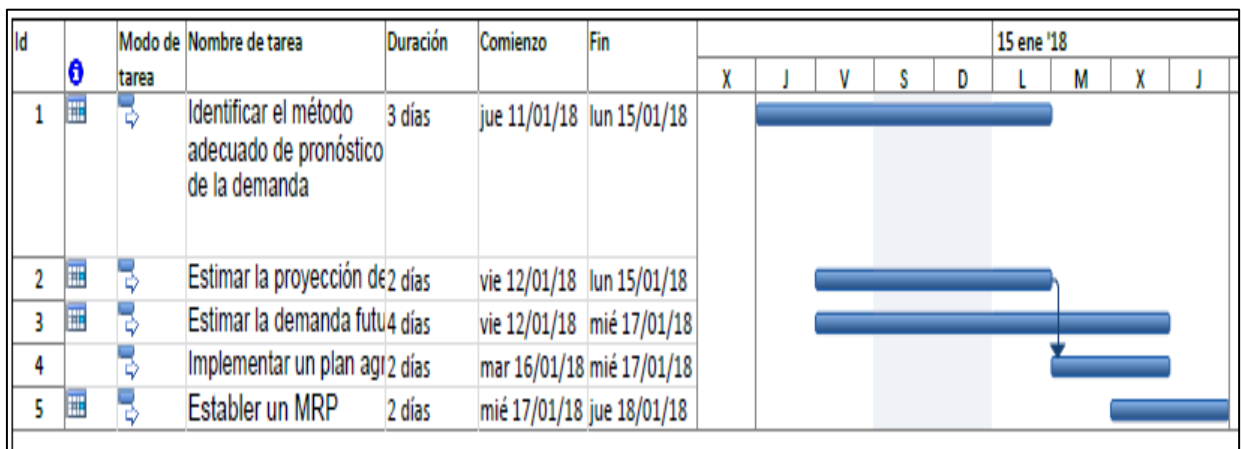 Id Modo de Nombre de tarea Duración Comienzo Fin 15 ene '18
tarea X J V S D L M X J
1 Identificar el método 3 días jue 11/01/18 lun 15/01/18
adecuado de pronóstico
de la demanda
2 Estimar la proyección de 2 días vie 12/01/18 lun 15/01/18
3 Estimar la demanda futu 4 días vie 12/01/18 mié 17/01/18
4 Implementar un plan agr 2 días mar 16/01/18 mié 17/01/18
5 Establer un MRP 2 días mié 17/01/18 jue 18/01/18